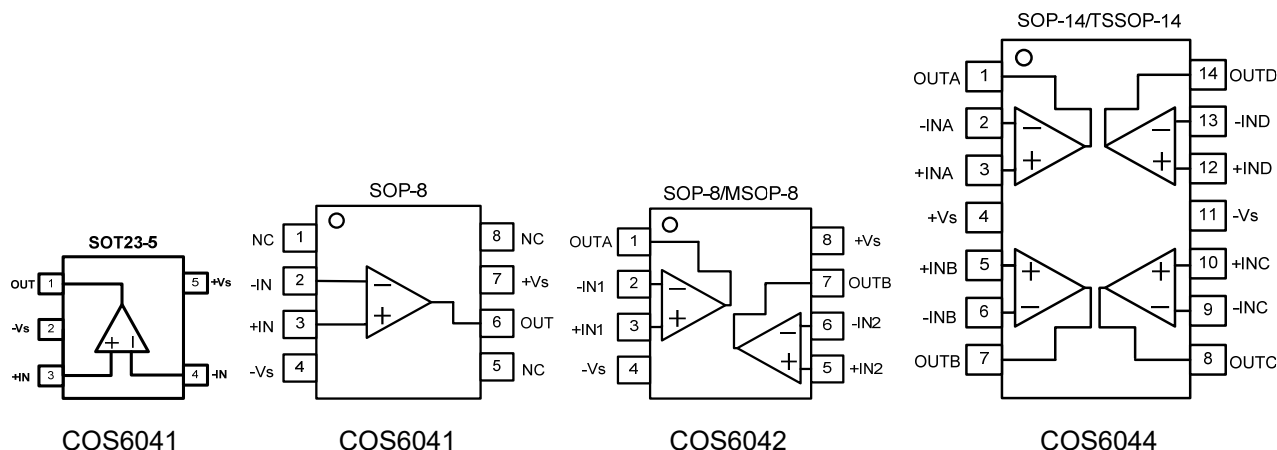 SOT23-5
OUT 1
5 +Vs
-Vs 2
+IN 3
4 -IN
+ −
COS6041
SOP-8
NC 1
8 NC
-IN 2
7 +Vs
+IN 3
6 OUT
-Vs 4
5 NC
−
+
COS6041
SOP-8/MSOP-8
OUTA 1
8 +Vs
-IN1 2
7 OUTB
+IN1 3
6 -IN2
-Vs 4
5 +IN2
−
+
−
+
COS6042
SOP-14/TSSOP-14
OUTA 1
14 OUTD
-INA 2
13 -IND
+INA 3
12 +IND
+Vs 4
11 -Vs
+INB 5
10 +INC
-INB 6
9 -INC
OUTB 7
8 OUTC
−
+
−
+
+
−
+
−
COS6044